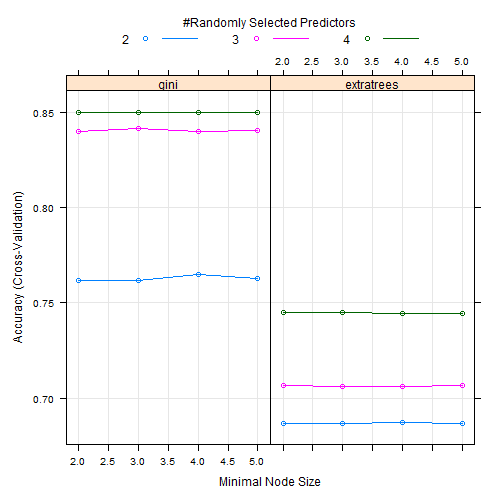 #Randomly Selected Predictors
2 3 4
2.0 2.5 3.0 3.5 4.0 4.5 5.0
gini extratrees
0.85
0.80
0.75
0.70
Accuracy (Cross-Validation)
2.0 2.5 3.0 3.5 4.0 4.5 5.0
Minimal Node Size